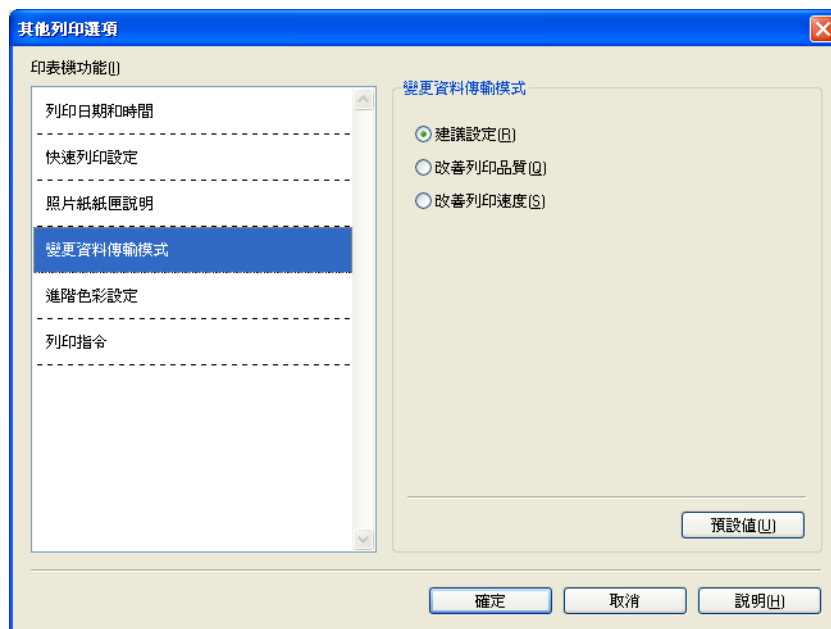 其他列印選項
印表機功能(I)
列印日期和時間
快速列印設定
照片紙紙匣說明
變更資料傳輸模式
進階色彩設定
列印指令
變更資料傳輸模式
建議設定(R)
改善列印品質(Q)
改善列印速度(S)
預設值(U)
確定
取消
說明(H)